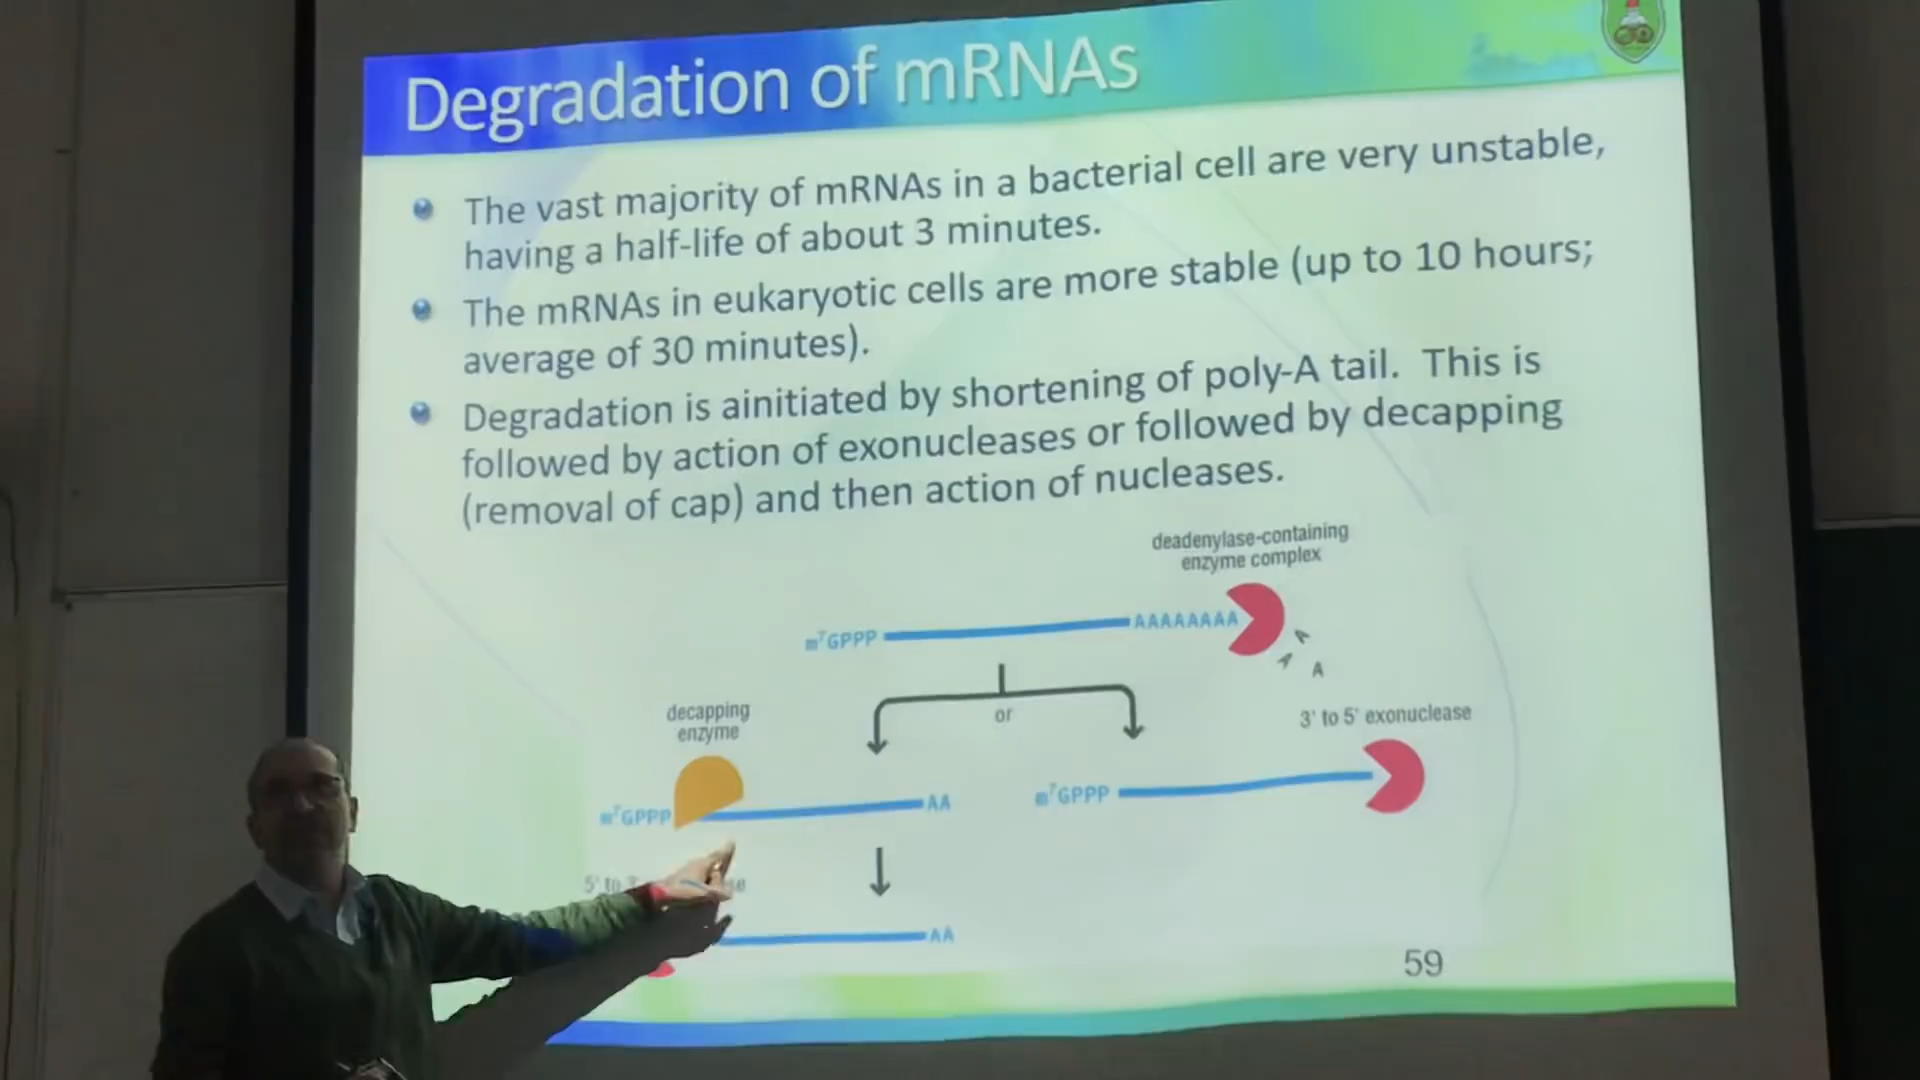 Degradation of mRNAs
The vast majority of mRNAs in a bacterial cell are very unstable,
having a half-life of about 3 minutes.
The mRNAs in eukaryotic cells are more stable (up to 10 hours;
average of 30 minutes).
Degradation is ainitiated by shortening of poly-A tail. This is
followed by action of exonucleases or followed by decapping
(removal of cap) and then action of nucleases.
deadenylase-containing
enzyme complex
m⁷GPPP AAAAAAAA
A
A
A
or
decapping
enzyme
3' to 5' exonuclease
m⁷GPPP AA
m⁷GPPP
5' to
AA
59